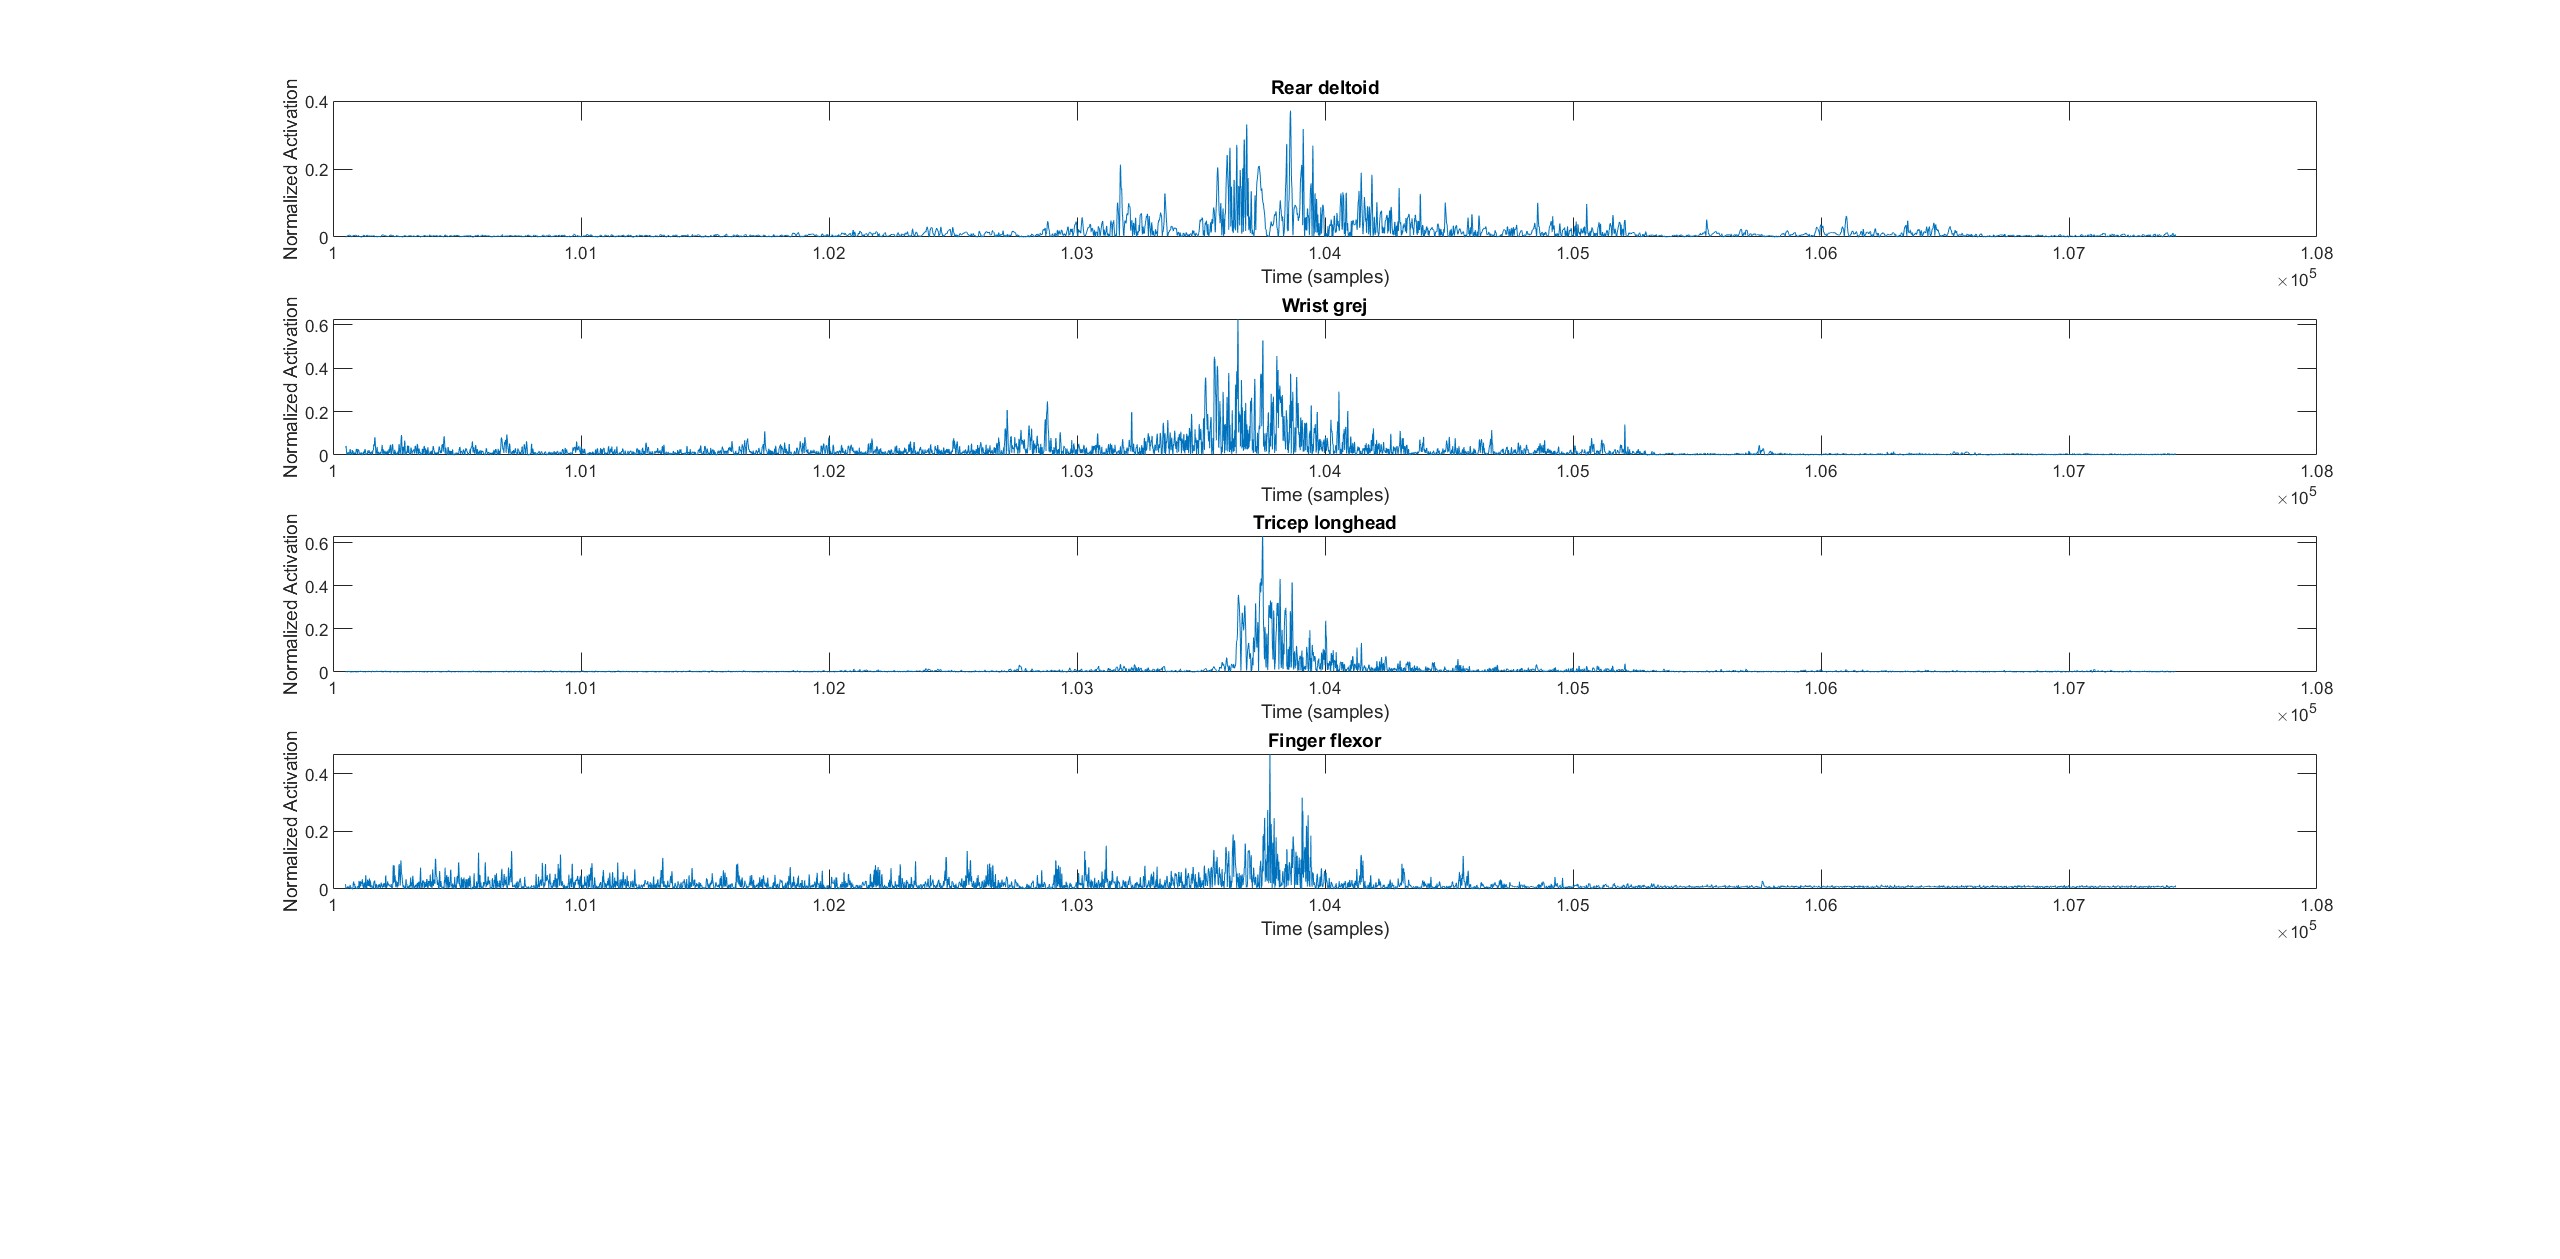 Rear deltoid
Normalized Activation
0.4
0.2
0
1 1.01 1.02 1.03 1.04 1.05 1.06 1.07 1.08
Time (samples)
×10^5
Wrist grej
Normalized Activation
0.6
0.4
0.2
0
1 1.01 1.02 1.03 1.04 1.05 1.06 1.07 1.08
Time (samples)
×10^5
Tricep longhead
Normalized Activation
0.6
0.4
0.2
0
1 1.01 1.02 1.03 1.04 1.05 1.06 1.07 1.08
Time (samples)
×10^5
Finger flexor
Normalized Activation
0.4
0.2
0
1 1.01 1.02 1.03 1.04 1.05 1.06 1.07 1.08
Time (samples)
×10^5